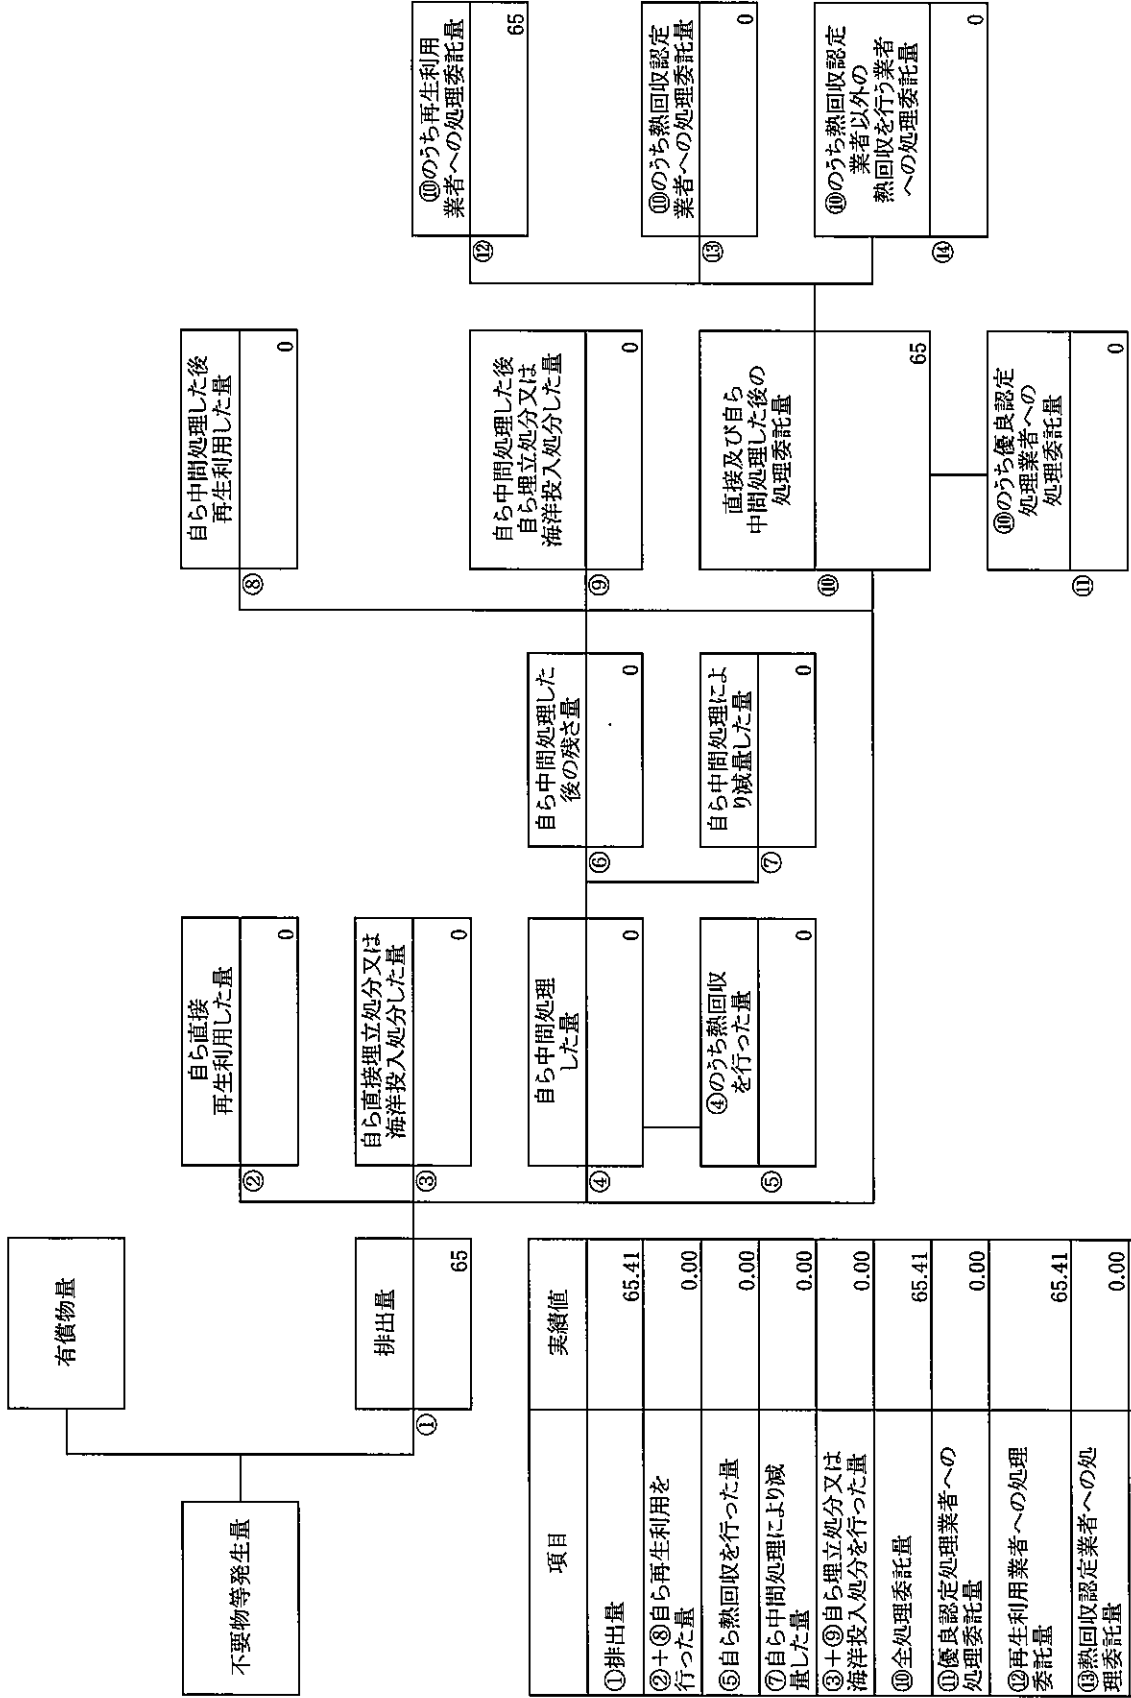 不要物等発生量
有償物量
①
排出量
65
②
自ら直接
再生利用した量
0
③
自ら直接埋立処分又は
海洋投入処分した量
0
④
自ら中間処理
した量
0
⑤
④のうち熱回収
を行った量
0
⑥
自ら中間処理した
後の残さ量
0
⑦
自ら中間処理によ
り減量した量
0
⑧
自ら中間処理した後
再生利用した量
0
⑨
自ら中間処理した後
自ら埋立処分又は
海洋投入処分した量
0
⑩
直接及び自ら
中間処理した後の
処理委託量
65
⑪
⑩のうち優良認定
処理業者への
処理委託量
0
⑫
⑩のうち再生利用
業者への処理委託量
65
⑬
⑩のうち熱回収認定
業者への処理委託量
0
⑭
⑩のうち熱回収認定
業者以外の
熱回収を行う業者
への処理委託量
0
項目 実績値
①排出量 65.41
②+⑧自ら再生利用を
行った量 0.00
⑤自ら熱回収を行った量 0.00
⑦自ら中間処理により減
量した量 0.00
③+⑨自ら埋立処分又は
海洋投入処分を行った量 0.00
⑩全処理委託量 65.41
⑪優良認定処理業者への
処理委託量 0.00
⑫再生利用業者への処理
委託量 65.41
⑬熱回収認定業者への処
理委託量 0.00